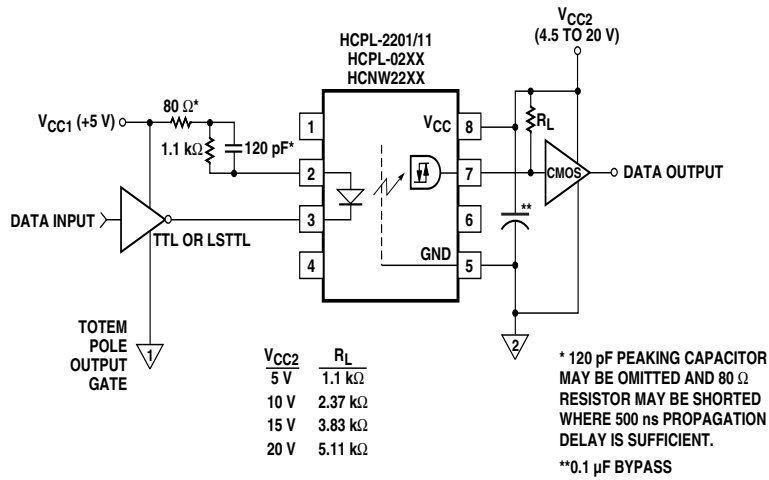 V_CC2
(4.5 TO 20 V)
HCPL-2201/11
HCPL-02XX
HCNW22XX
80 Ω*
V_CC1 (+5 V)
1.1 kΩ
120 pF*
1
2
3
4
V_CC
8
7
6
GND
5
R_L
CMOS
DATA OUTPUT
**
DATA INPUT
TTL OR LSTTL
TOTEM
POLE
OUTPUT
GATE
1
2
V_CC2 R_L
5 V 1.1 kΩ
10 V 2.37 kΩ
15 V 3.83 kΩ
20 V 5.11 kΩ
* 120 pF PEAKING CAPACITOR
MAY BE OMITTED AND 80 Ω
RESISTOR MAY BE SHORTED
WHERE 500 ns PROPAGATION
DELAY IS SUFFICIENT.
**0.1 µF BYPASS